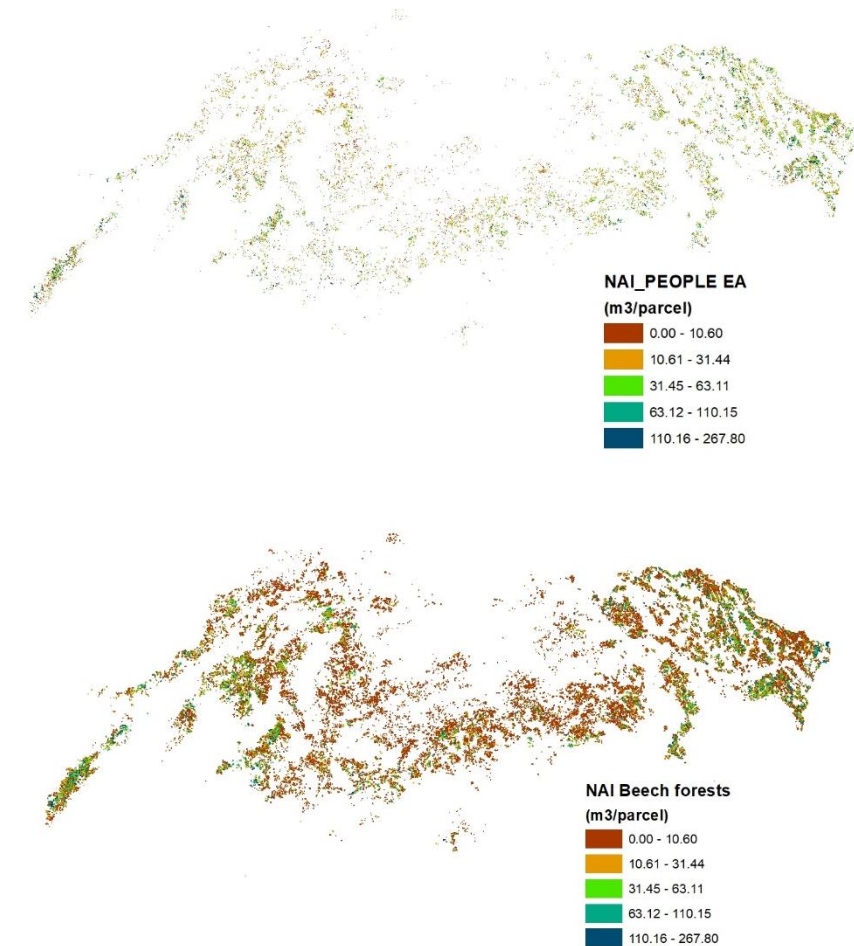 NAI_PEOPLE EA
(m3/parcel)
0.00 - 10.60
10.61 - 31.44
31.45 - 63.11
63.12 - 110.15
110.16 - 267.80
NAI Beech forests
(m3/parcel)
0.00 - 10.60
10.61 - 31.44
31.45 - 63.11
63.12 - 110.15
110.16 - 267.80